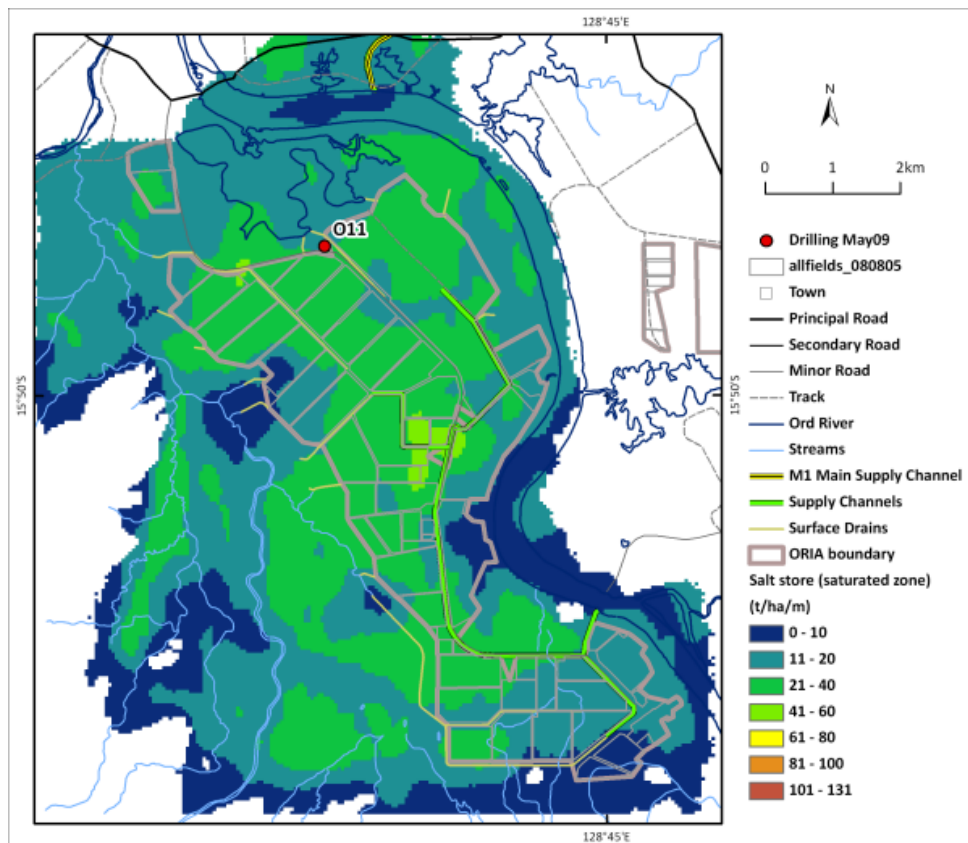 128°45'E
N
0 1 2km
O11
Drilling May09
allfields_080805
Town
Principal Road
Secondary Road
Minor Road
Track
Ord River
Streams
M1 Main Supply Channel
Supply Channels
Surface Drains
ORIA boundary
Salt store (saturated zone)
(t/ha/m)
0 - 10
11 - 20
21 - 40
41 - 60
61 - 80
81 - 100
101 - 131
15°50'S
15°50'S
128°45'E